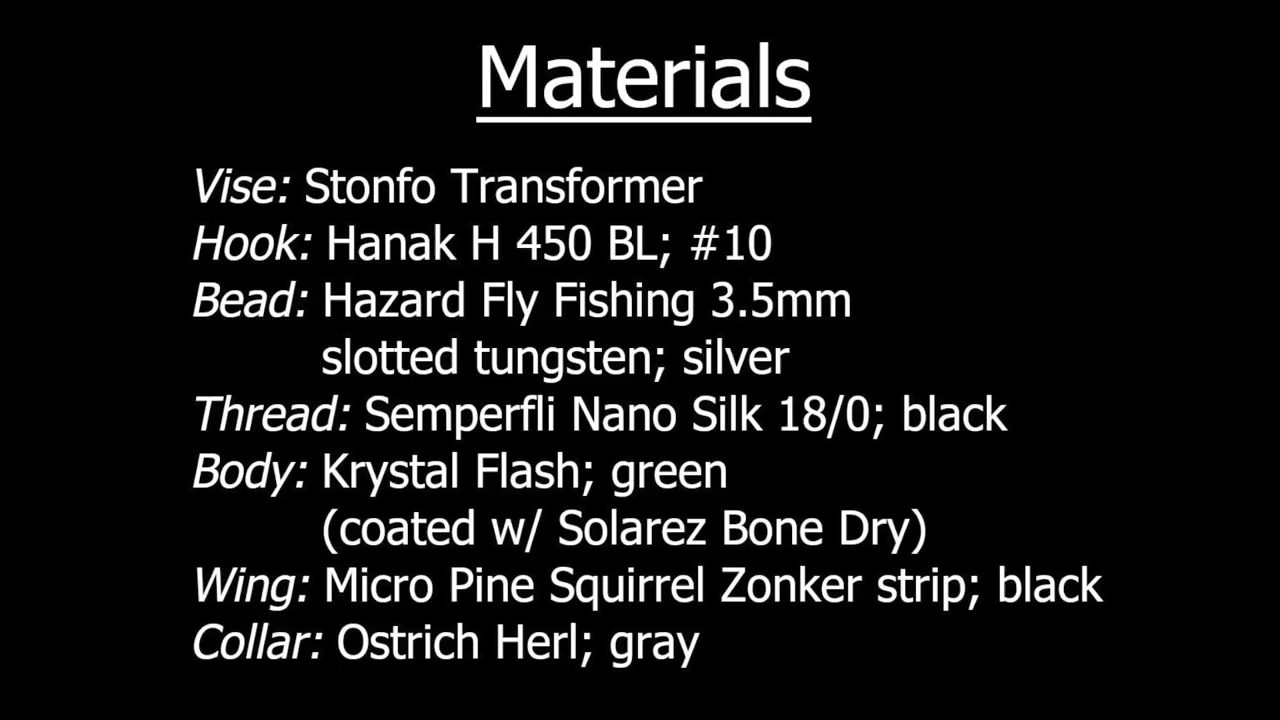 Materials
Vise: Stonfo Transformer
Hook: Hanak H 450 BL; #10
Bead: Hazard Fly Fishing 3.5mm
slotted tungsten; silver
Thread: Semperfli Nano Silk 18/0; black
Body: Krystal Flash; green
(coated w/ Solarez Bone Dry)
Wing: Micro Pine Squirrel Zonker strip; black
Collar: Ostrich Herl; gray